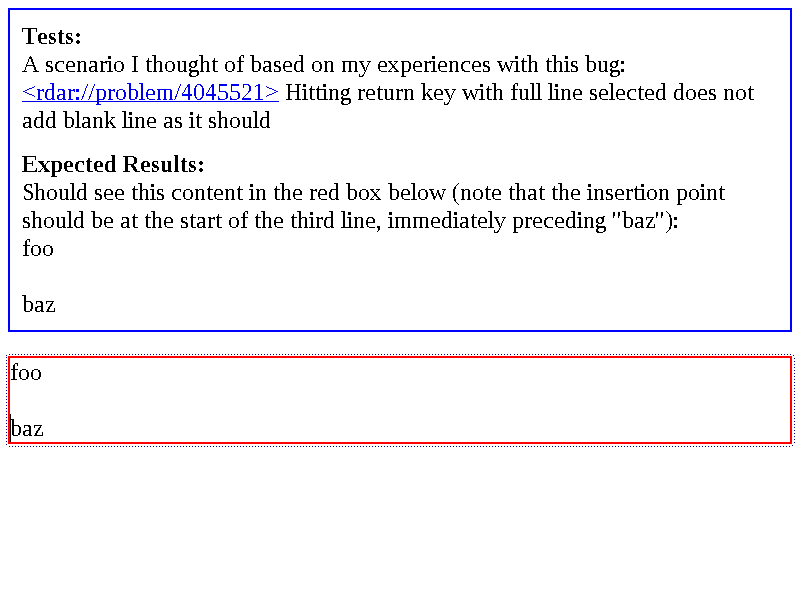 Tests:
A scenario I thought of based on my experiences with this bug:
<rdar://problem/4045521> Hitting return key with full line selected does not
add blank line as it should
Expected Results:
Should see this content in the red box below (note that the insertion point
should be at the start of the third line, immediately preceding "baz"):
foo
baz
foo
baz